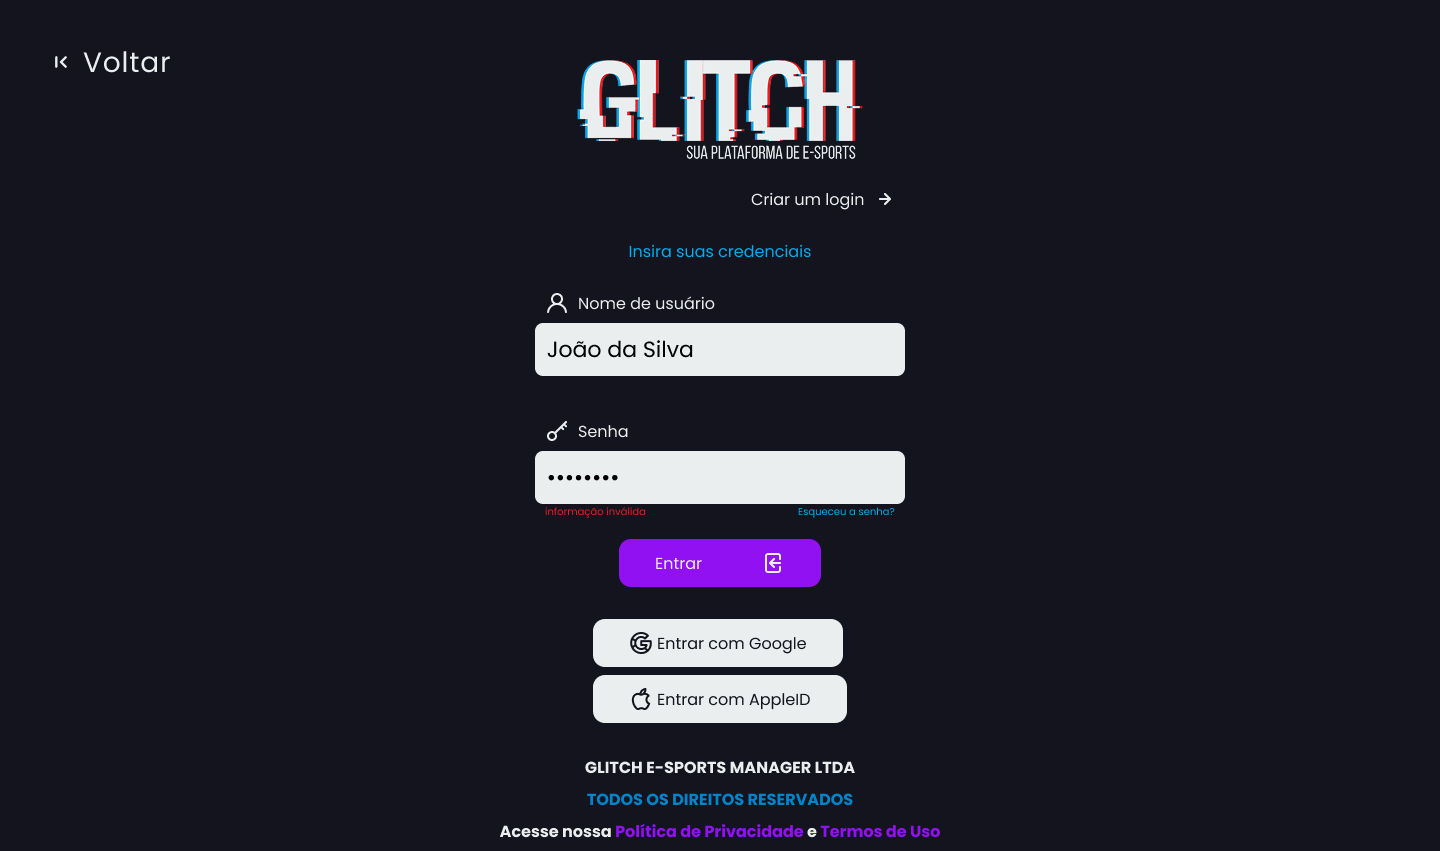 Voltar
GLITCH
SUA PLATAFORMA DE E-SPORTS
Criar um login
Insira suas credenciais
Nome de usuário
João da Silva
Senha
••••••••
informação inválida
Esqueceu a senha?
Entrar
Entrar com Google
Entrar com AppleID
GLITCH E-SPORTS MANAGER LTDA
TODOS OS DIREITOS RESERVADOS
Acesse nossa Política de Privacidade e Termos de Uso